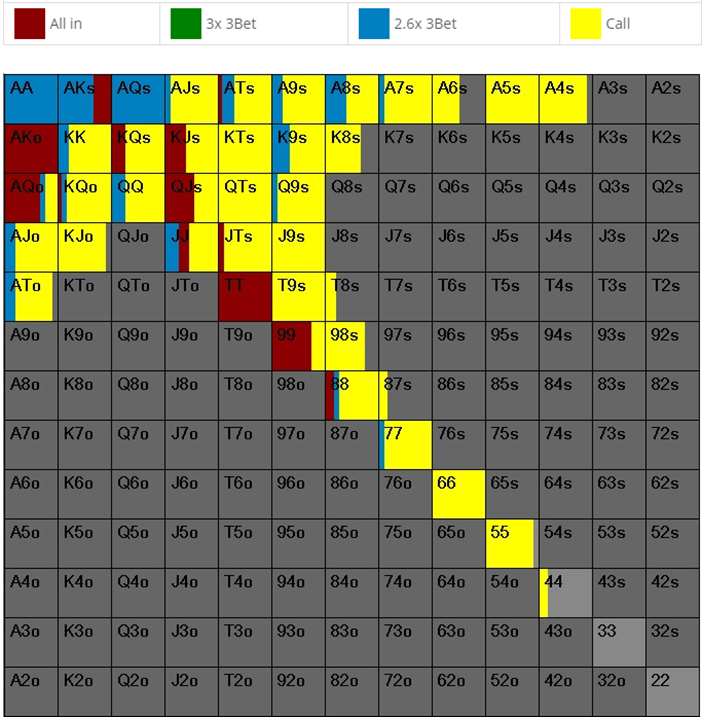 All in 3x 3Bet 2.6x 3Bet Call
AA AKs AQs AJs ATs A9s A8s A7s A6s A5s A4s A3s A2s
AKo KK KQs KJs KTs K9s K8s K7s K6s K5s K4s K3s K2s
AQo KQo QQ QJs QTs Q9s Q8s Q7s Q6s Q5s Q4s Q3s Q2s
AJo KJo QJo JJ JTs J9s J8s J7s J6s J5s J4s J3s J2s
ATo KTo QTo JTo TT T9s T8s T7s T6s T5s T4s T3s T2s
A9o K9o Q9o J9o T9o 99 98s 97s 96s 95s 94s 93s 92s
A8o K8o Q8o J8o T8o 98o 88 87s 86s 85s 84s 83s 82s
A7o K7o Q7o J7o T7o 97o 87o 77 76s 75s 74s 73s 72s
A6o K6o Q6o J6o T6o 96o 86o 76o 66 65s 64s 63s 62s
A5o K5o Q5o J5o T5o 95o 85o 75o 65o 55 54s 53s 52s
A4o K4o Q4o J4o T4o 94o 84o 74o 64o 54o 44 43s 42s
A3o K3o Q3o J3o T3o 93o 83o 73o 63o 53o 43o 33 32s
A2o K2o Q2o J2o T2o 92o 82o 72o 62o 52o 42o 32o 22